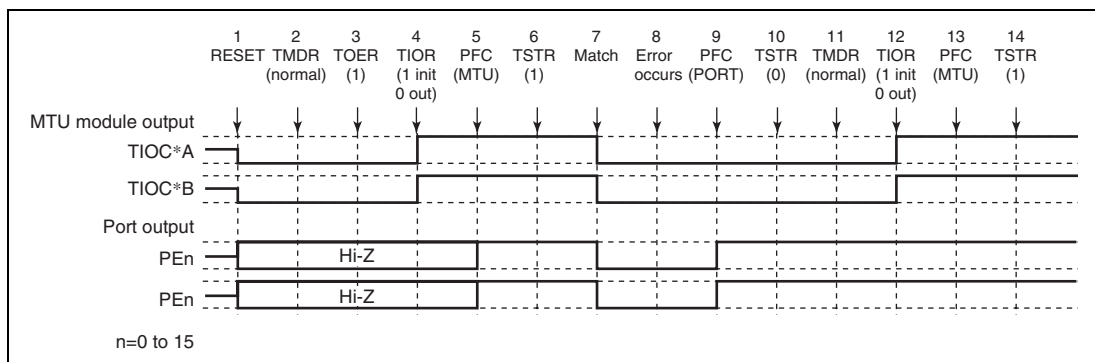 1 2 3 4 5 6 7 8 9 10 11 12 13 14
RESET TMDR TOER TIOR PFC TSTR Match Error PFC TSTR TMDR TIOR PFC TSTR
(normal) (1) (1 init (MTU) (1) occurs (PORT) (0) (normal) (1 init (MTU) (1)
0 out) 0 out)
MTU module output
TIOC*A
TIOC*B
Port output
PEn Hi-Z
PEn Hi-Z
n=0 to 15